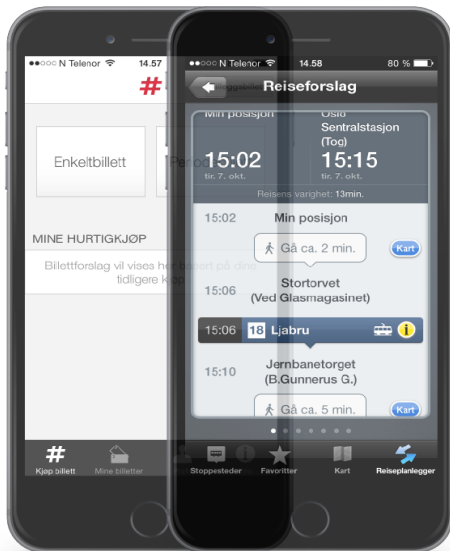 N Telenor
14.57
#
Enkeltbillett
Period
MINE HURTIGKJØP
Billettforslag vil vises her basert på dine
tidligere kjøp
#
Kjøp billett
Mine billetter
N Telenor
14.58
80 %
Reiseforslag
Min posisjon
Oslo
Sentralstasjon
(Tog)
15:02
15:15
tir. 7. okt.
tir. 7. okt.
Reisens varighet: 13min.
15:02
Min posisjon
Gå ca. 2 min.
Kart
15:06
Stortorvet
(Ved Glasmagasinet)
15:06
18 Ljabru
i
15:10
Jernbanetorget
(B.Gunnerus G.)
Gå ca. 5 min.
Kart
Stoppesteder
Favoritter
Kart
Reiseplanlegger